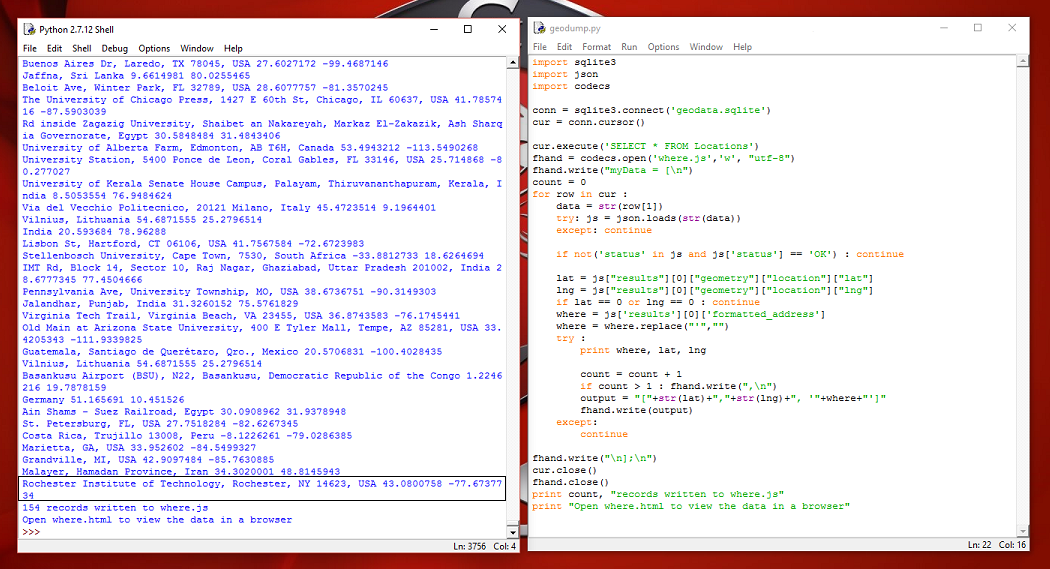 Python 2.7.12 Shell
File Edit Shell Debug Options Window Help
Buenos Aires Dr, Laredo, TX 78045, USA 27.6027172 -99.4687146
Jaffna, Sri Lanka 9.6614981 80.0255465
Beloit Ave, Winter Park, FL 32789, USA 28.6077757 -81.3570245
The University of Chicago Press, 1427 E 60th St, Chicago, IL 60637, USA 41.78574
16 -87.5903039
Rd inside Zagazig University, Shaibet an Nakareyah, Markaz El-Zakazik, Ash Sharq
ia Governorate, Egypt 30.5848484 31.4843406
University of Alberta Farm, Edmonton, AB T6H, Canada 53.4943212 -113.5490268
University Station, 5400 Ponce de Leon, Coral Gables, FL 33146, USA 25.714868 -8
0.277027
University of Kerala Senate House Campus, Palayam, Thiruvananthapuram, Kerala, I
ndia 8.5053554 76.9484624
Via del Vecchio Politecnico, 20121 Milano, Italy 45.4723514 9.1964401
Vilnius, Lithuania 54.6871555 25.2796514
India 20.593684 78.96288
Lisbon St, Hartford, CT 06106, USA 41.7567584 -72.6723983
Stellenbosch University, Cape Town, 7530, South Africa -33.8812733 18.6264694
IMT Rd, Block 14, Sector 10, Raj Nagar, Ghaziabad, Uttar Pradesh 201002, India 2
8.6777345 77.4504666
Pennsylvania Ave, University Township, MO, USA 38.6736751 -90.3149303
Jalandhar, Punjab, India 31.3260152 75.5761829
Virginia Tech Trail, Virginia Beach, VA 23455, USA 36.8743583 -76.1745441
Old Main at Arizona State University, 400 E Tyler Mall, Tempe, AZ 85281, USA 33.
4205343 -111.9339825
Guatemala, Santiago de Querétaro, Qro., Mexico 20.5706831 -100.4028435
Vilnius, Lithuania 54.6871555 25.2796514
Basankusu Airport (BSU), N22, Basankusu, Democratic Republic of the Congo 1.2246
216 19.7878159
Germany 51.165691 10.451526
Ain Shams - Suez Railroad, Egypt 30.0908962 31.9378948
St. Petersburg, FL, USA 27.7518284 -82.6267345
Costa Rica, Trujillo 13008, Peru -8.1226261 -79.0286385
Marietta, GA, USA 33.952602 -84.5499327
Grandville, MI, USA 42.9097484 -85.7630885
Malayer, Hamadan Province, Iran 34.3020001 48.8145943
Rochester Institute of Technology, Rochester, NY 14623, USA 43.0800758 -77.67377
34
154 records written to where.js
Open where.html to view the data in a browser
>>>
Ln: 3756 Col: 4
geodump.py
File Edit Format Run Options Window Help
import sqlite3
import json
import codecs

conn = sqlite3.connect('geodata.sqlite')
cur = conn.cursor()

cur.execute('SELECT * FROM Locations')
fhand = codecs.open('where.js','w', "utf-8")
fhand.write("myData = [\n")
count = 0
for row in cur :
    data = str(row[1])
    try: js = json.loads(str(data))
    except: continue

    if not('status' in js and js['status'] == 'OK') : continue

    lat = js["results"][0]["geometry"]["location"]["lat"]
    lng = js["results"][0]["geometry"]["location"]["lng"]
    if lat == 0 or lng == 0 : continue
    where = js['results'][0]['formatted_address']
    where = where.replace("'","")
    try :
        print where, lat, lng

        count = count + 1
        if count > 1 : fhand.write(",\n")
        output = "["+str(lat)+","+str(lng)+", '"+where+"']"
        fhand.write(output)
    except:
        continue

fhand.write("\n];\n")
cur.close()
fhand.close()
print count, "records written to where.js"
print "Open where.html to view the data in a browser"
Ln: 22 Col: 16